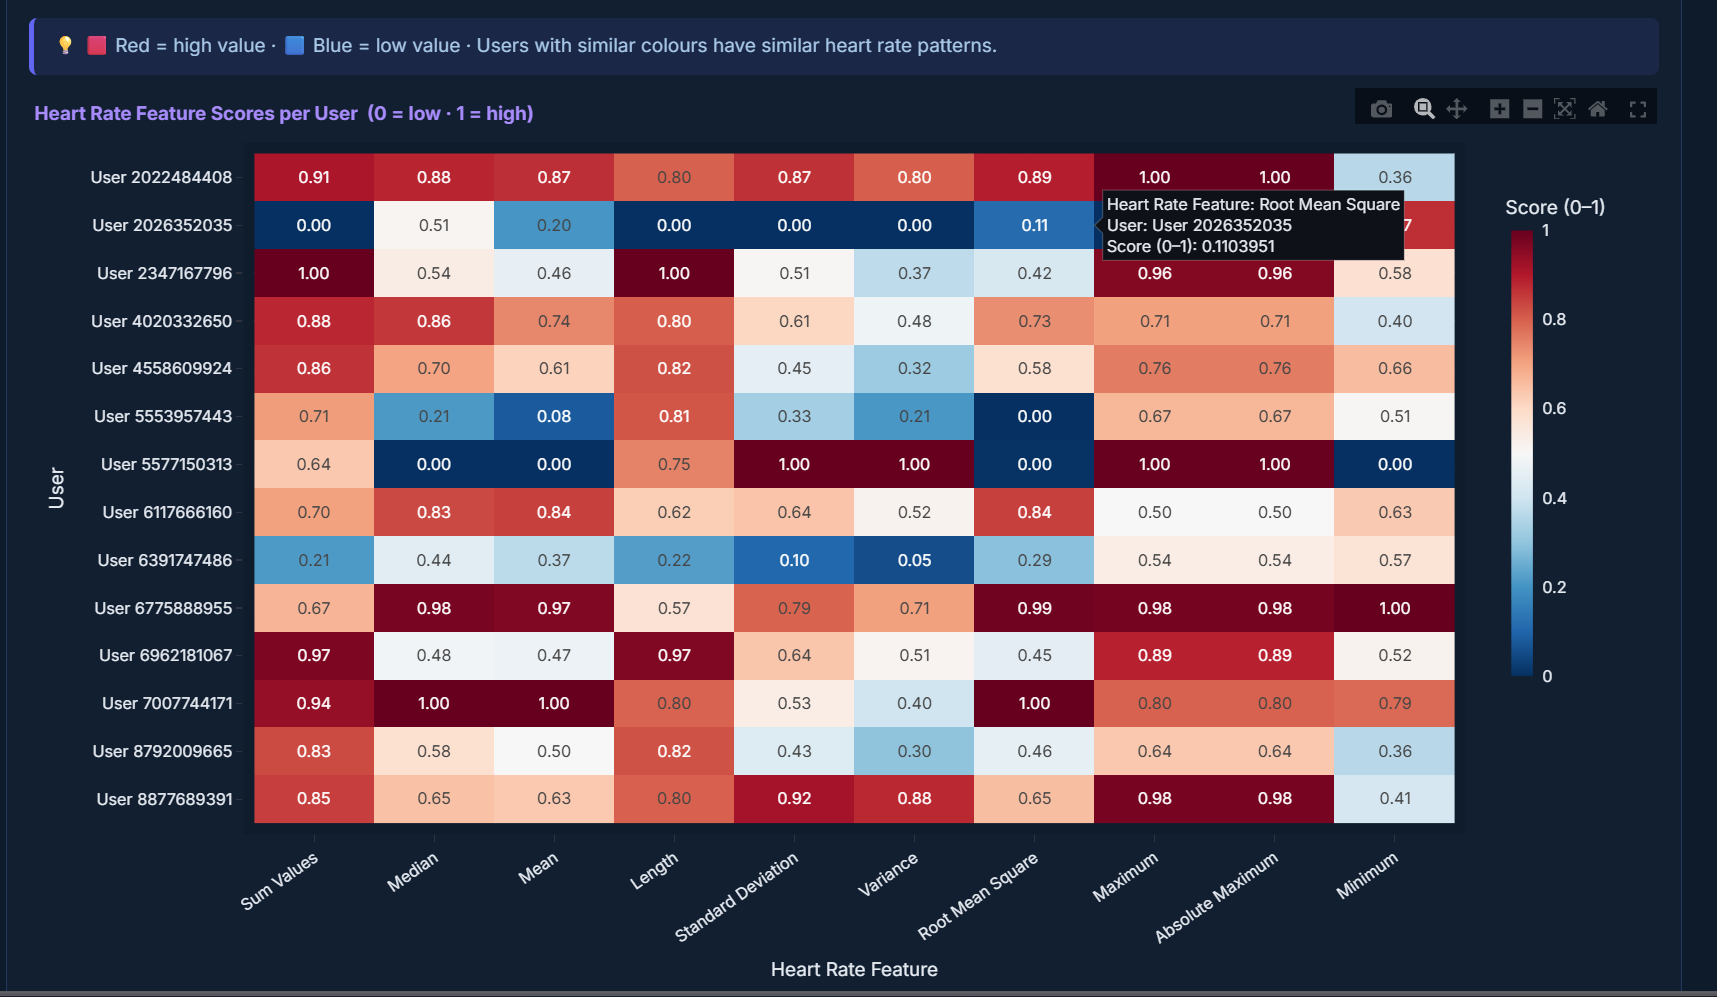 Red = high value · Blue = low value · Users with similar colours have similar heart rate patterns.
Heart Rate Feature Scores per User (0 = low · 1 = high)
User 2022484408 0.91 0.88 0.87 0.80 0.87 0.80 0.89 1.00 1.00 0.36
User 2026352035 0.00 0.51 0.20 0.00 0.00 0.00 0.11
Heart Rate Feature: Root Mean Square
User: User 2026352035
Score (0–1): 0.1103951
User 2347167796 1.00 0.54 0.46 1.00 0.51 0.37 0.42 0.96 0.96 0.58
User 4020332650 0.88 0.86 0.74 0.80 0.61 0.48 0.73 0.71 0.71 0.40
User 4558609924 0.86 0.70 0.61 0.82 0.45 0.32 0.58 0.76 0.76 0.66
User 5553957443 0.71 0.21 0.08 0.81 0.33 0.21 0.00 0.67 0.67 0.51
User 5577150313 0.64 0.00 0.00 0.75 1.00 1.00 0.00 1.00 1.00 0.00
User 6117666160 0.70 0.83 0.84 0.62 0.64 0.52 0.84 0.50 0.50 0.63
User 6391747486 0.21 0.44 0.37 0.22 0.10 0.05 0.29 0.54 0.54 0.57
User 6775888955 0.67 0.98 0.97 0.57 0.79 0.71 0.99 0.98 0.98 1.00
User 6962181067 0.97 0.48 0.47 0.97 0.64 0.51 0.45 0.89 0.89 0.52
User 7007744171 0.94 1.00 1.00 0.80 0.53 0.40 1.00 0.80 0.80 0.79
User 8792009665 0.83 0.58 0.50 0.82 0.43 0.30 0.46 0.64 0.64 0.36
User 8877689391 0.85 0.65 0.63 0.80 0.92 0.88 0.65 0.98 0.98 0.41
User
Sum Values Median Mean Length Standard Deviation Variance Root Mean Square Maximum Absolute Maximum Minimum
Heart Rate Feature
Score (0–1)
1
0.8
0.6
0.4
0.2
0